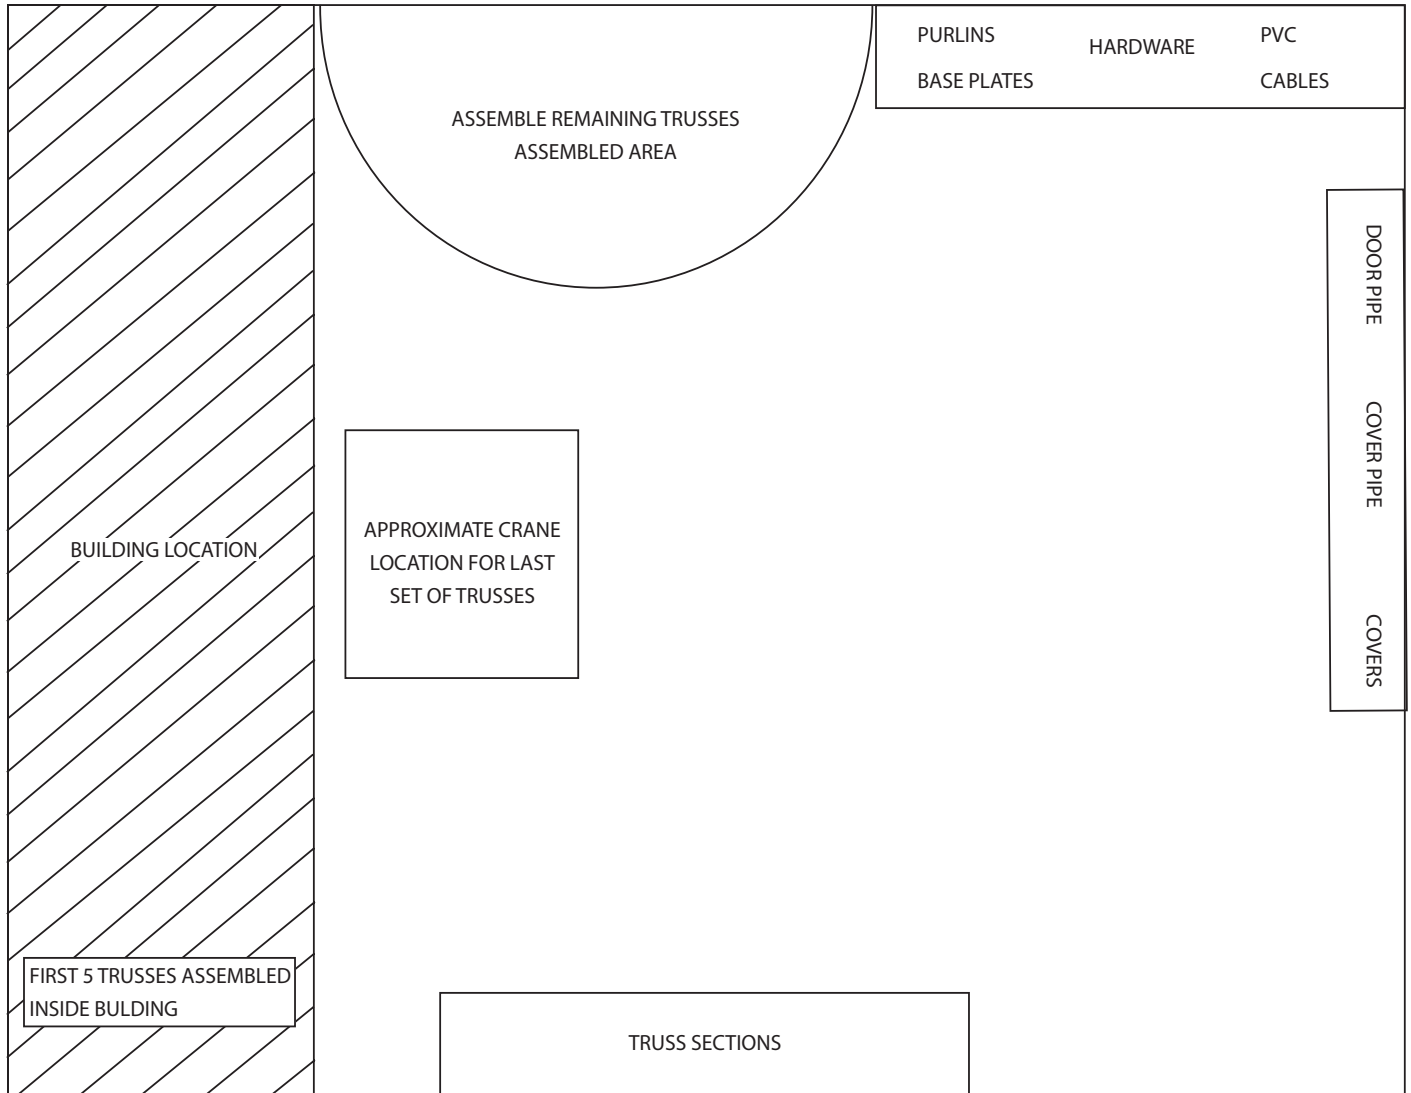 PURLINS
HARDWARE
PVC
BASE PLATES
CABLES
ASSEMBLE REMAINING TRUSSES
ASSEMBLED AREA
DOOR PIPE
COVER PIPE
COVERS
APPROXIMATE CRANE
LOCATION FOR LAST
SET OF TRUSSES
BUILDING LOCATION
FIRST 5 TRUSSES ASSEMBLED
INSIDE BULDING
TRUSS SECTIONS